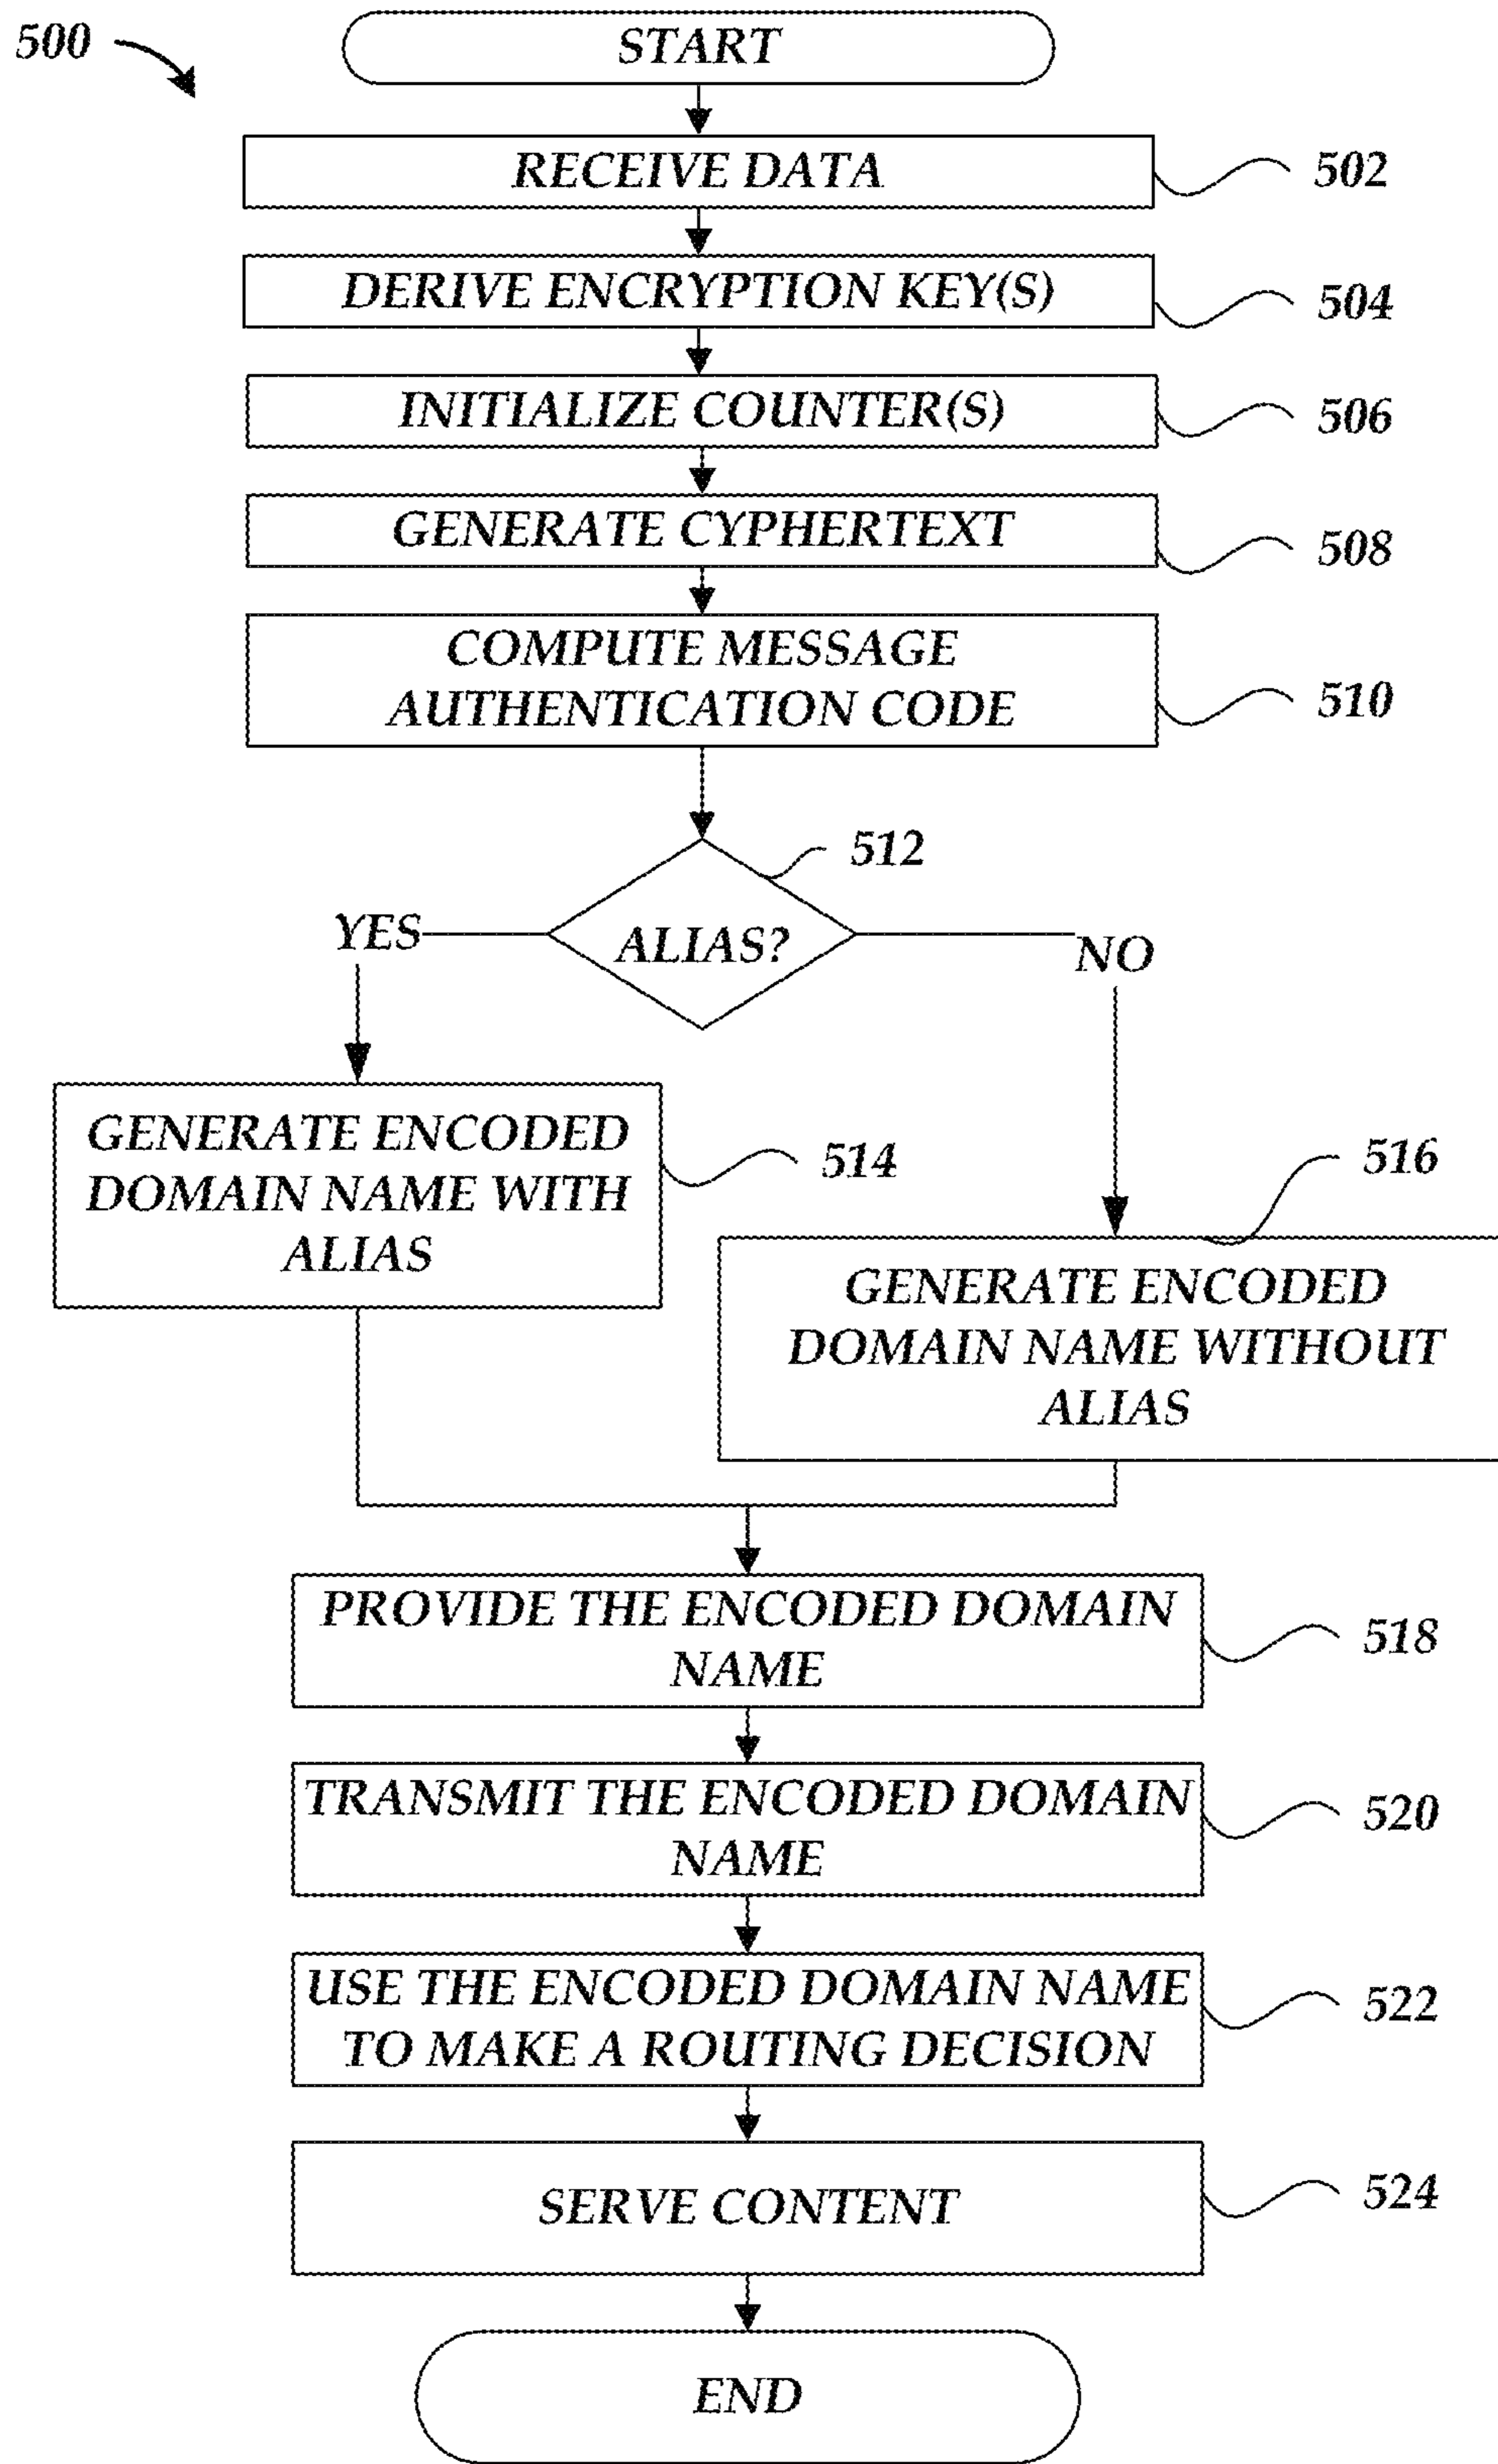 500
START
RECEIVE DATA
502
DERIVE ENCRYPTION KEY(S)
504
INITIALIZE COUNTER(S)
506
GENERATE CYPHERTEXT
508
COMPUTE MESSAGE
AUTHENTICATION CODE
510
512
YES
ALIAS?
NO
GENERATE ENCODED
DOMAIN NAME WITH
ALIAS
514
516
GENERATE ENCODED
DOMAIN NAME WITHOUT
ALIAS
PROVIDE THE ENCODED DOMAIN
NAME
518
TRANSMIT THE ENCODED DOMAIN
NAME
520
USE THE ENCODED DOMAIN NAME
TO MAKE A ROUTING DECISION
522
SERVE CONTENT
524
END